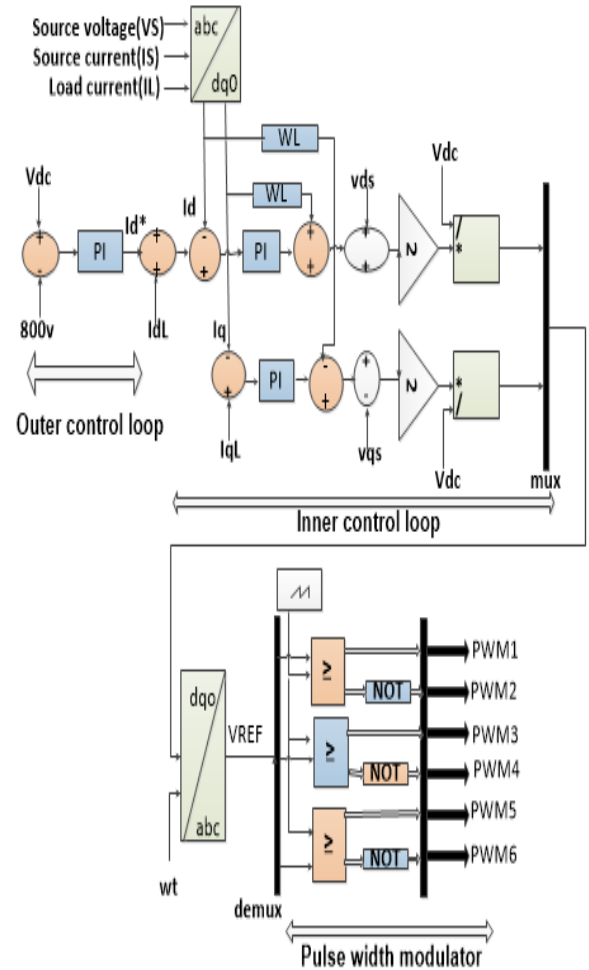 Source voltage(VS)
Source current(IS)
Load current(IL)
abc
dq0
WL
WL
Vdc
Id*
Id
vds
Vdc
+
-
PI
+
+
-
+
PI
+
+
+
+
2
/
*
800v
IdL
Iq
Outer control loop
-
+
PI
-
+
+
-
2
*
/
IqL
vqs
Vdc
mux
Inner control loop
dqo
abc
VREF
wt
demux
≥
NOT
≥
NOT
≥
NOT
PWM1
PWM2
PWM3
PWM4
PWM5
PWM6
Pulse width modulator